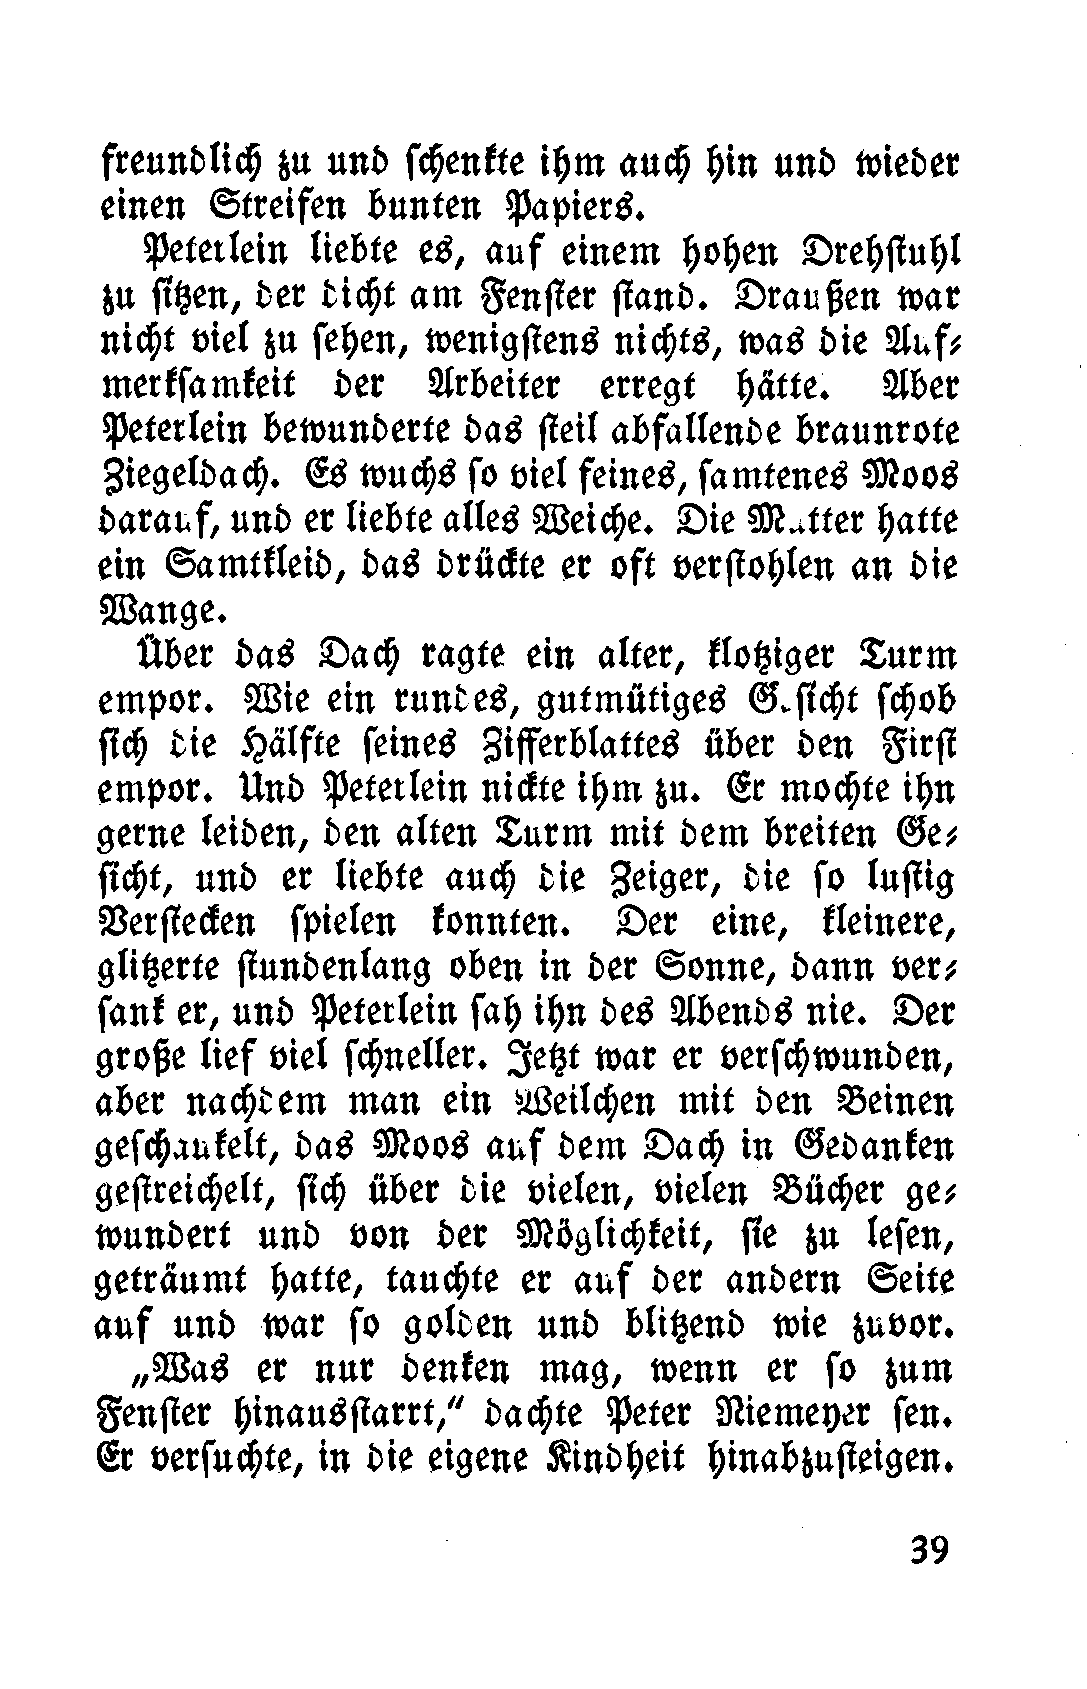 freundlich zu und schenkte ihm auch hin und wieder
einen Streifen bunten Papiers.
Peterlein liebte es, auf einem hohen Drehstuhl
zu sitzen, der dicht am Fenster stand. Draußen war
nicht viel zu sehen, wenigstens nichts, was die Auf-
merksamkeit der Arbeiter erregt hätte. Aber
Peterlein bewunderte das steil abfallende braunrote
Ziegeldach. Es wuchs so viel feines, samtenes Moos
darauf, und er liebte alles Weiche. Die Mutter hatte
ein Samtkleid, das drückte er oft verstohlen an die
Wange.
Über das Dach ragte ein alter, klotziger Turm
empor. Wie ein rundes, gutmütiges Gesicht schob
sich die Hälfte seines Zifferblattes über den First
empor. Und Peterlein nickte ihm zu. Er mochte ihn
gerne leiden, den alten Turm mit dem breiten Ge-
sicht, und er liebte auch die Zeiger, die so lustig
Verstecken spielen konnten. Der eine, kleinere,
glitzerte stundenlang oben in der Sonne, dann ver-
sank er, und Peterlein sah ihn des Abends nie. Der
große lief viel schneller. Jetzt war er verschwunden,
aber nachdem man ein Weilchen mit den Beinen
geschaukelt, das Moos auf dem Dach in Gedanken
gestreichelt, sich über die vielen, vielen Bücher ge-
wundert und von der Möglichkeit, sie zu lesen,
geträumt hatte, tauchte er auf der andern Seite
auf und war so golden und blitzend wie zuvor.
„Was er nur denken mag, wenn er so zum
Fenster hinausstarrt,“ dachte Peter Niemeyer sen.
Er versuchte, in die eigene Kindheit hinabzusteigen.
39